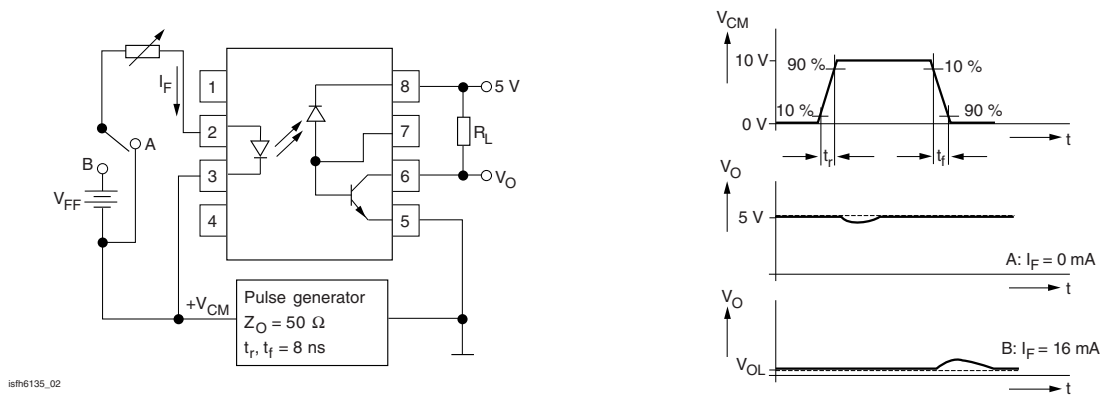 I_F
1
2
3
4
8
7
6
5
5 V
R_L
V_O
A
B
V_FF
+V_CM
Pulse generator
Z_O = 50 Ω
t_r, t_f = 8 ns
isfh6135_02
V_CM
10 V
90 %
10 %
10 %
90 %
0 V
t
t_r
t_f
V_O
5 V
A: I_F = 0 mA
t
V_O
B: I_F = 16 mA
V_OL
t